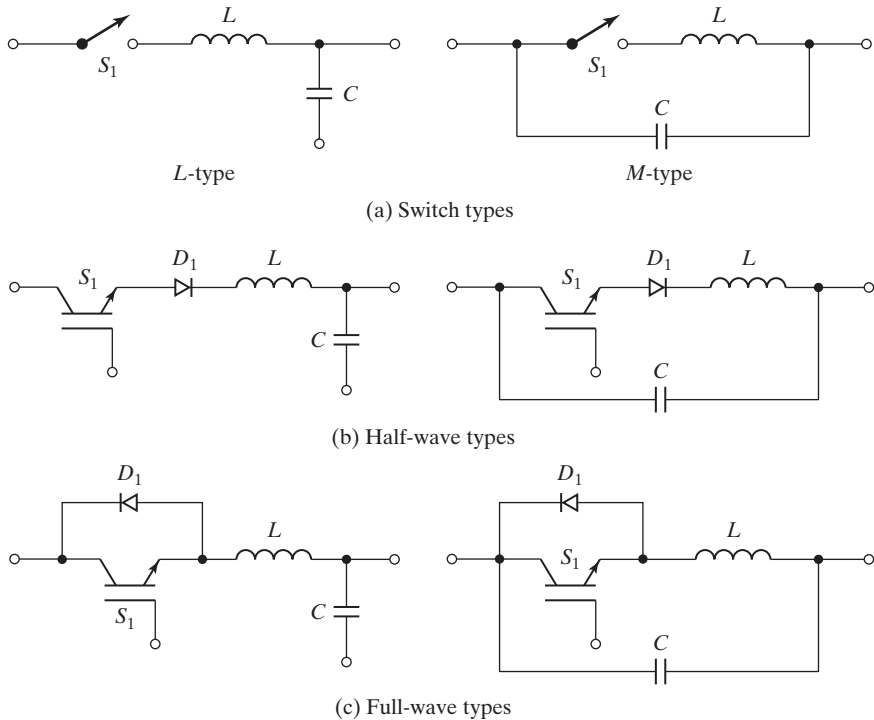 L
L
S1
S1
C
C
L-type
M-type
(a) Switch types
S1
D1
L
S1
D1
L
C
C
(b) Half-wave types
D1
D1
L
L
S1
S1
C
C
(c) Full-wave types